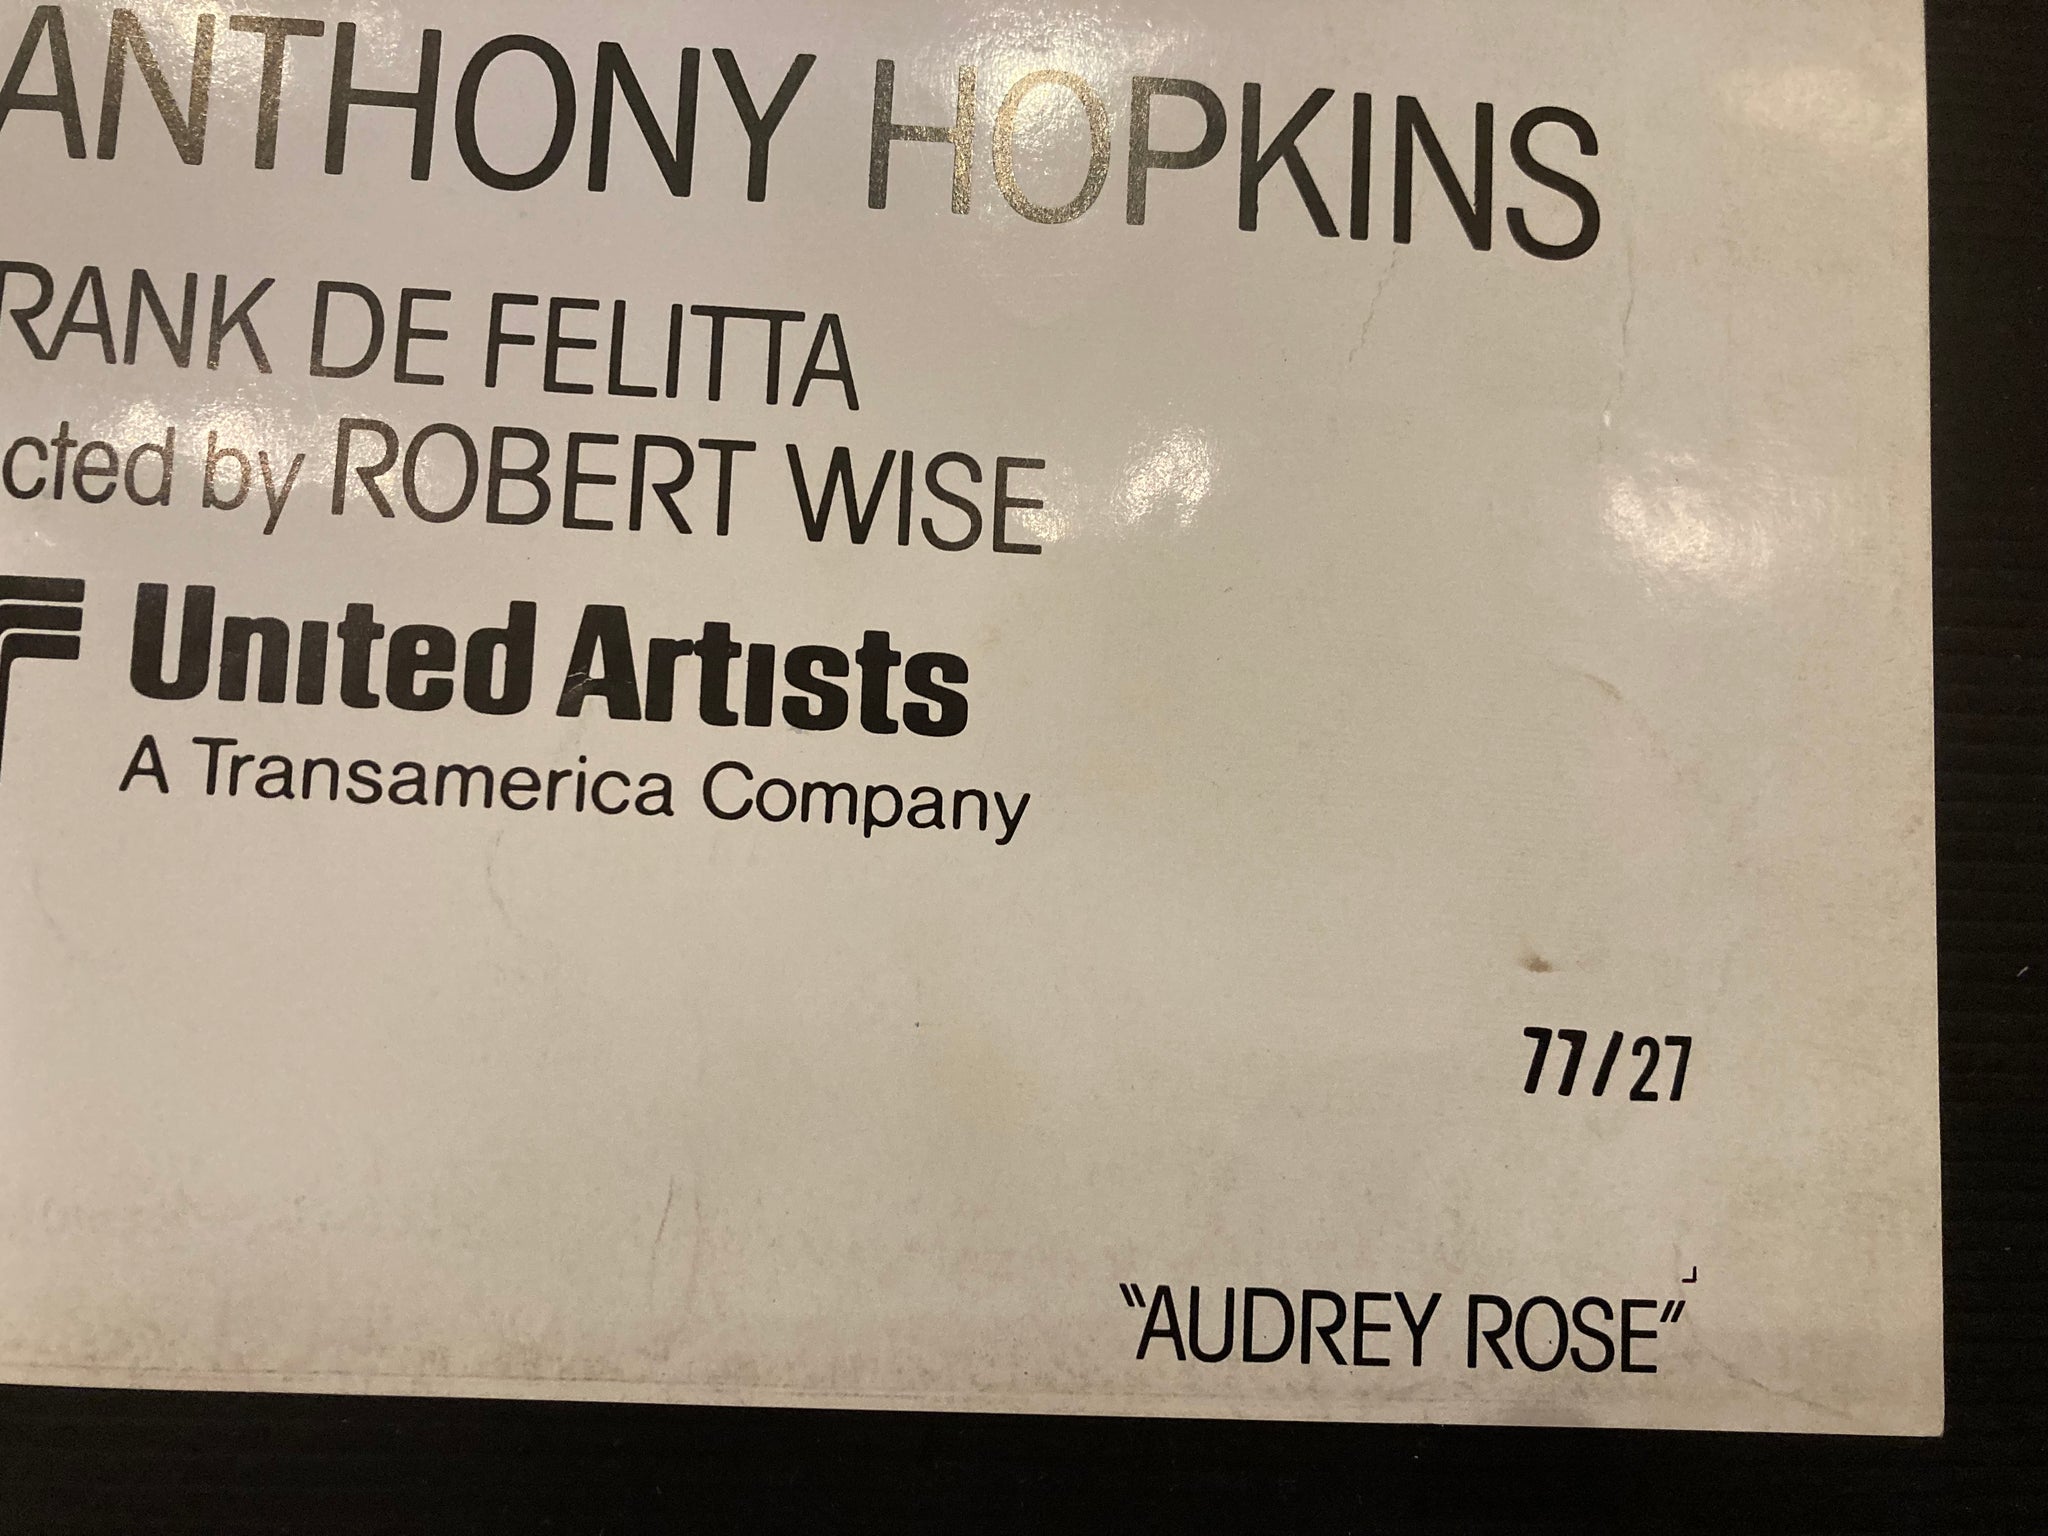 ANTHONY HOPKINS
RANK DE FELITTA
cted by ROBERT WISE
United Artists
A Transamerica Company
77/27
"AUDREY ROSE"